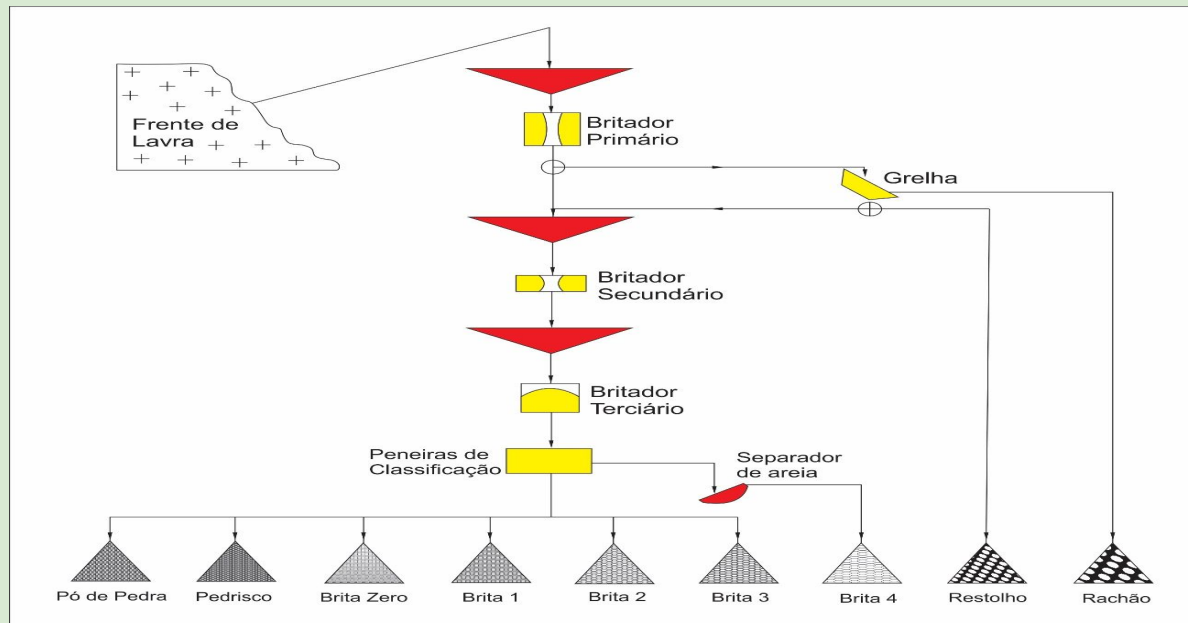 Frente de
Lavra
Britador
Primário
Grelha
Britador
Secundário
Britador
Terciário
Peneiras de
Classificação
Separador
de areia
Pó de Pedra
Pedrisco
Brita Zero
Brita 1
Brita 2
Brita 3
Brita 4
Restolho
Rachão